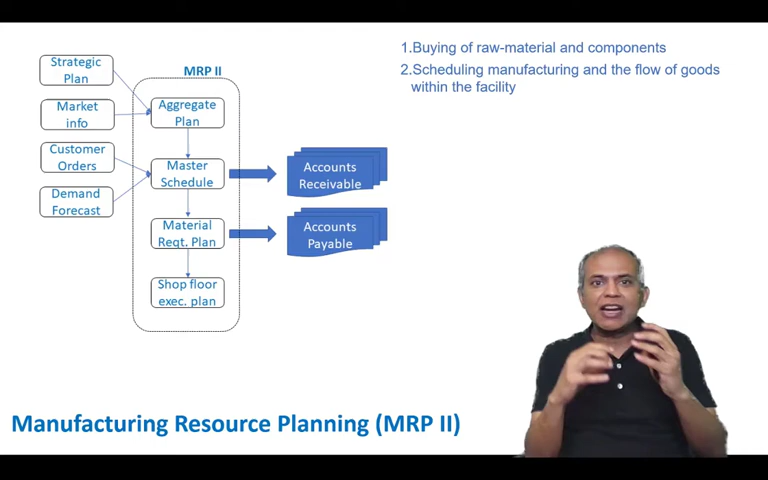 Strategic
Plan
Market
info
Customer
Orders
Demand
Forecast
MRP II
Aggregate
Plan
Master
Schedule
Material
Reqt. Plan
Shop floor
exec. plan
Accounts
Receivable
Accounts
Payable
1.Buying of raw-material and components
2.Scheduling manufacturing and the flow of goods
within the facility
Manufacturing Resource Planning (MRP II)